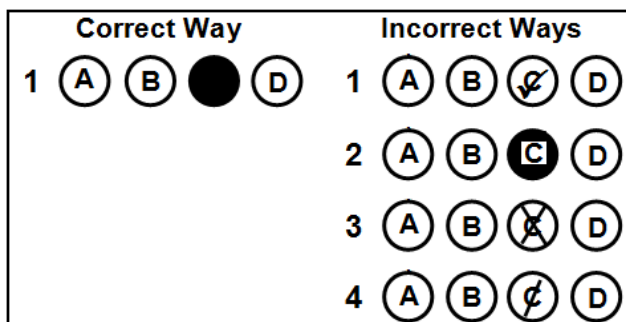 Correct Way Incorrect Ways
1 A B D 1 A B C D
2 A B C D
3 A B C D
4 A B C D